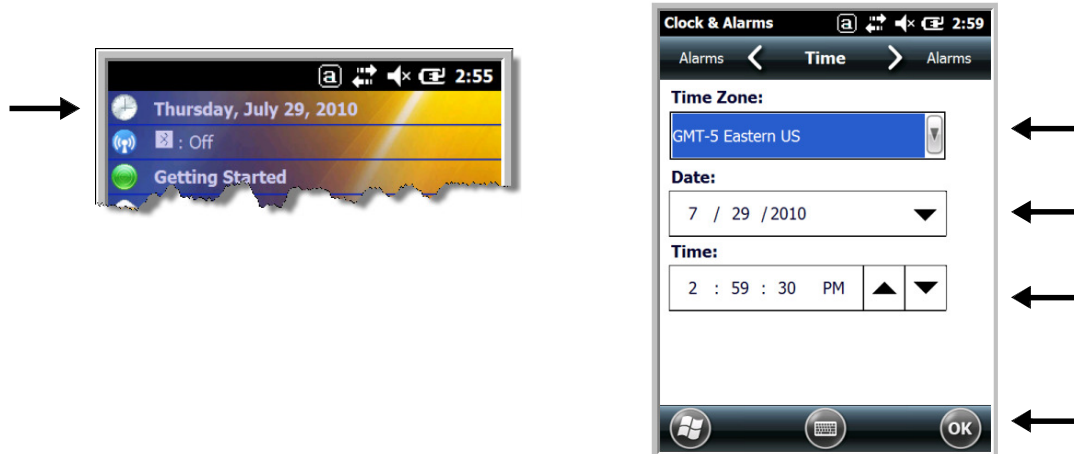 a 2:55
Thursday, July 29, 2010
: Off
Getting Started
Clock & Alarms a 2:59
Alarms Time Alarms
Time Zone:
GMT-5 Eastern US
Date:
7 / 29 / 2010
Time:
2 : 59 : 30 PM
OK